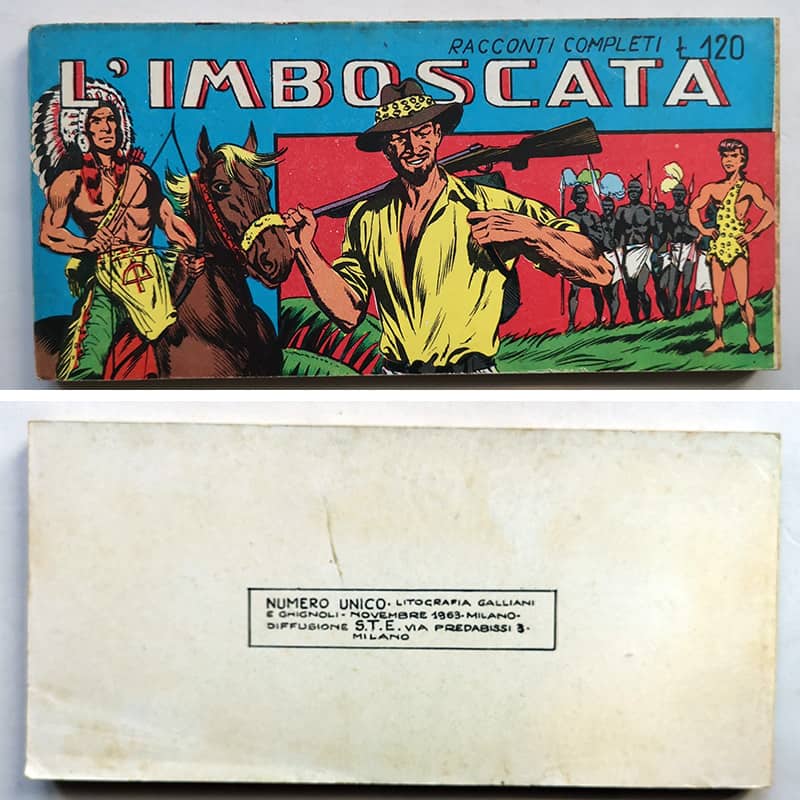 RACCONTI COMPLETI Ł 120
L'IMBOSCATA
NUMERO UNICO- LITOGRAFIA GALLIANI
E GHIGNOLI - NOVEMBRE 1963-MILANO-
DIFFUSIONE S.T.E. VIA PREDABISSI 3-
MILANO